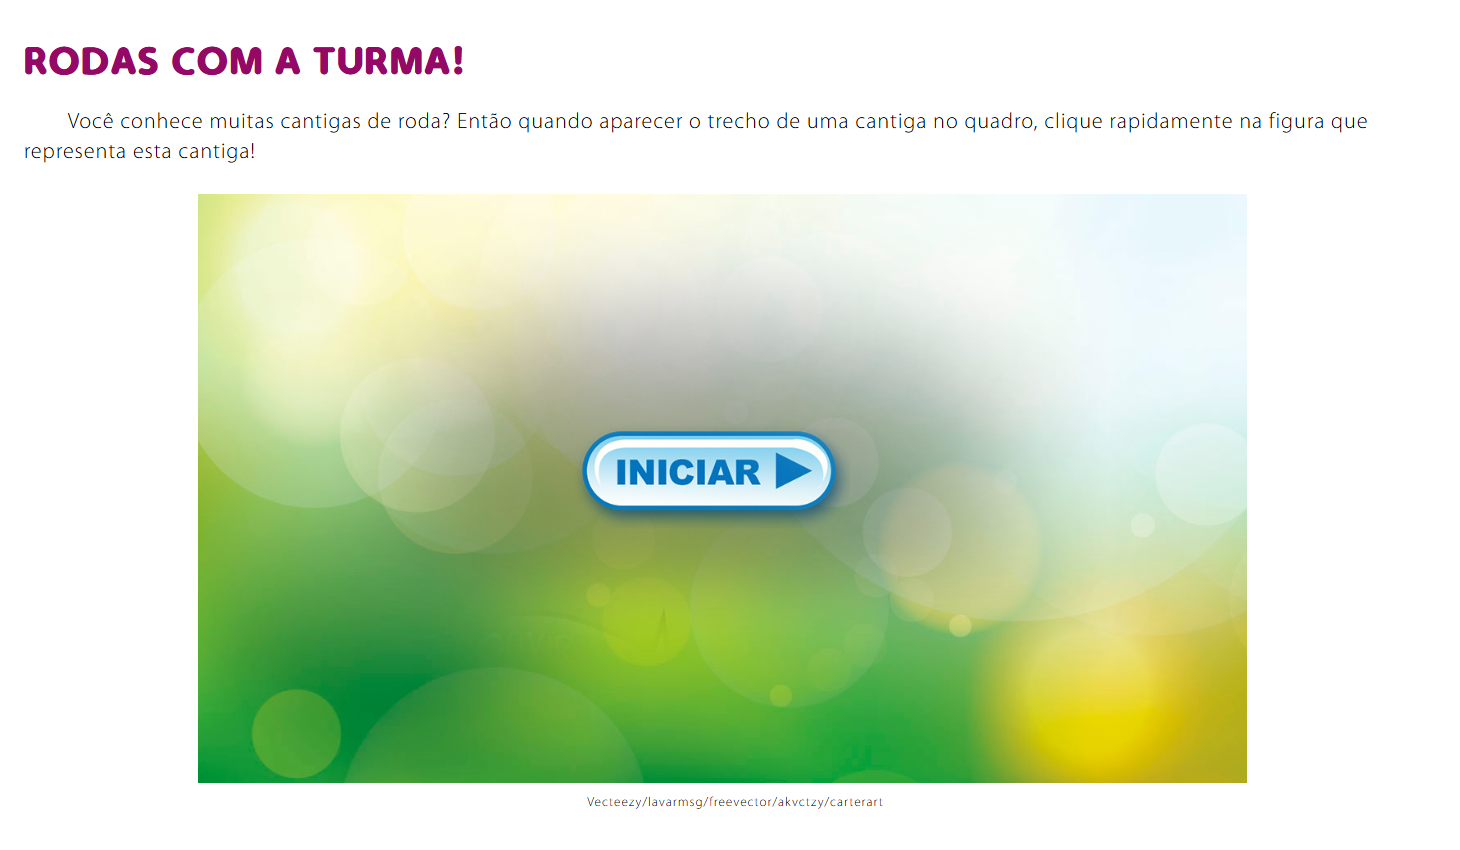 RODAS COM A TURMA!
Você conhece muitas cantigas de roda? Então quando aparecer o trecho de uma cantiga no quadro, clique rapidamente na figura que
representa esta cantiga!
INICIAR
Vecteezy/lavarmsg/freevector/akvctzy/carterart